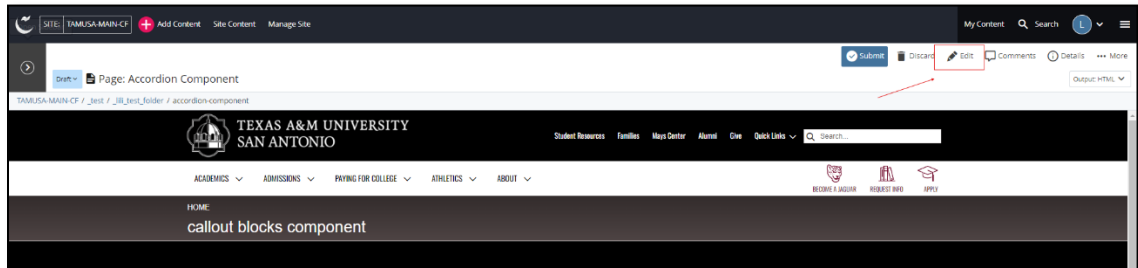 SITE: TAMUSA-MAIN-CF Add Content Site Content Manage Site My Content Search L
Submit Discard Edit Comments Details More
Draft Page: Accordion Component Output: HTML
TAMUSA-MAIN-CF / _test / _lili_test_folder / accordion-component
TEXAS A&M UNIVERSITY
SAN ANTONIO
Student Resources Families Mays Center Alumni Give Quick Links Search...
ACADEMICS ADMISSIONS PAYING FOR COLLEGE ATHLETICS ABOUT
BECOME A JAGUAR REQUEST INFO APPLY
HOME
callout blocks component